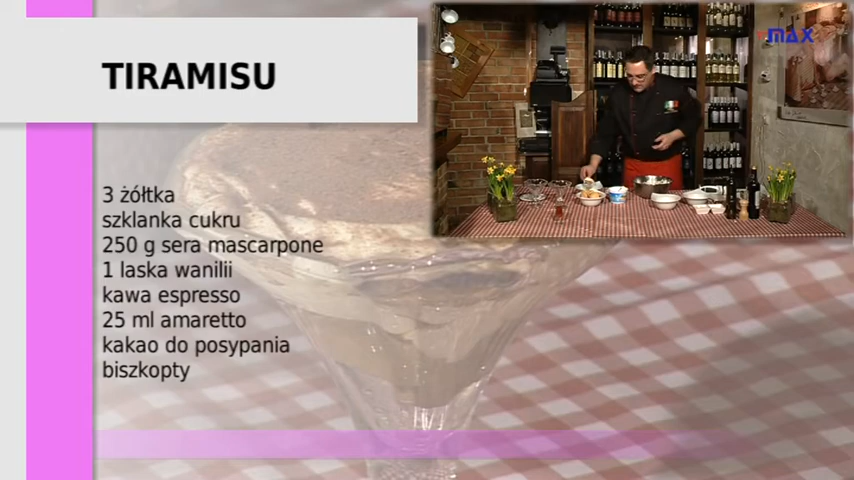 TIRAMISU
MAX
3 żółtka
szklanka cukru
250 g sera mascarpone
1 laska wanilii
kawa espresso
25 ml amaretto
kakao do posypania
biszkopty